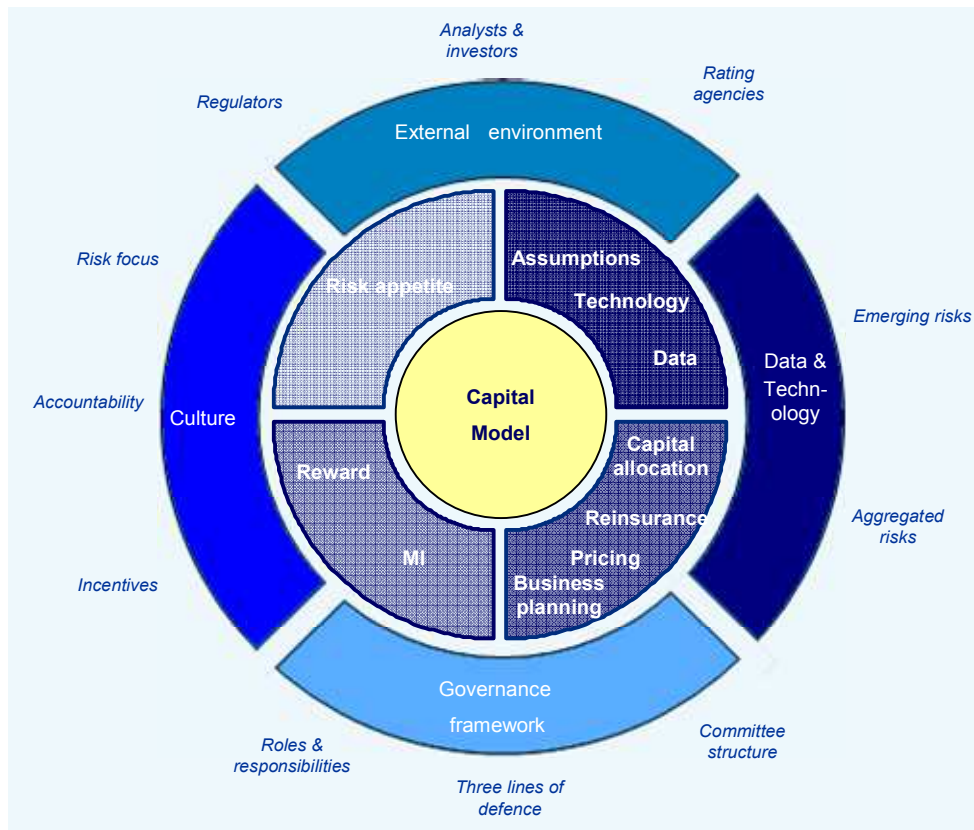 Analysts &
investors
Rating
agencies
Regulators
External environment
Risk focus
Assumptions
Risk appetite
Technology
Emerging risks
Data
Data &
Techn-
ology
Accountability
Culture
Capital
Model
Capital
allocation
Reward
Reinsurance
Aggregated
risks
MI
Pricing
Business
planning
Incentives
Governance
framework
Roles &
responsibilities
Committee
structure
Three lines of
defence